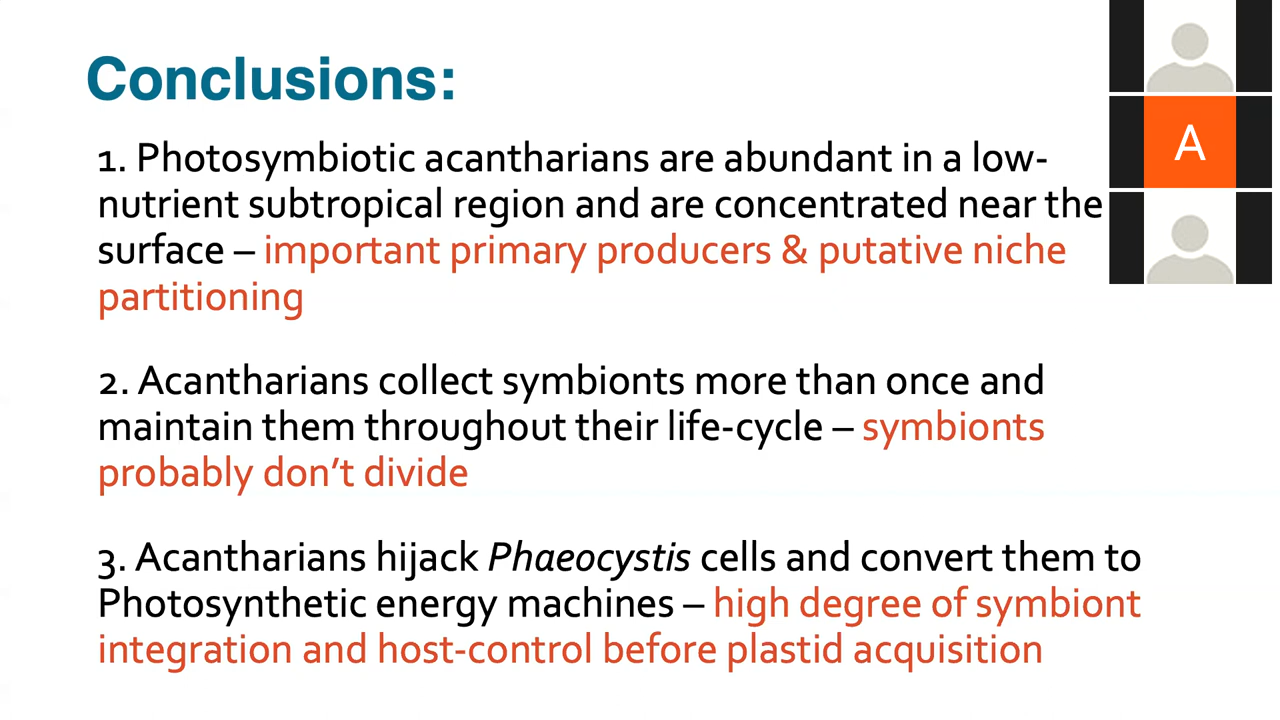 Conclusions:
1. Photosymbiotic acantharians are abundant in a low-
nutrient subtropical region and are concentrated near the
surface – important primary producers & putative niche
partitioning
2. Acantharians collect symbionts more than once and
maintain them throughout their life-cycle – symbionts
probably don’t divide
3. Acantharians hijack Phaeocystis cells and convert them to
Photosynthetic energy machines – high degree of symbiont
integration and host-control before plastid acquisition
A